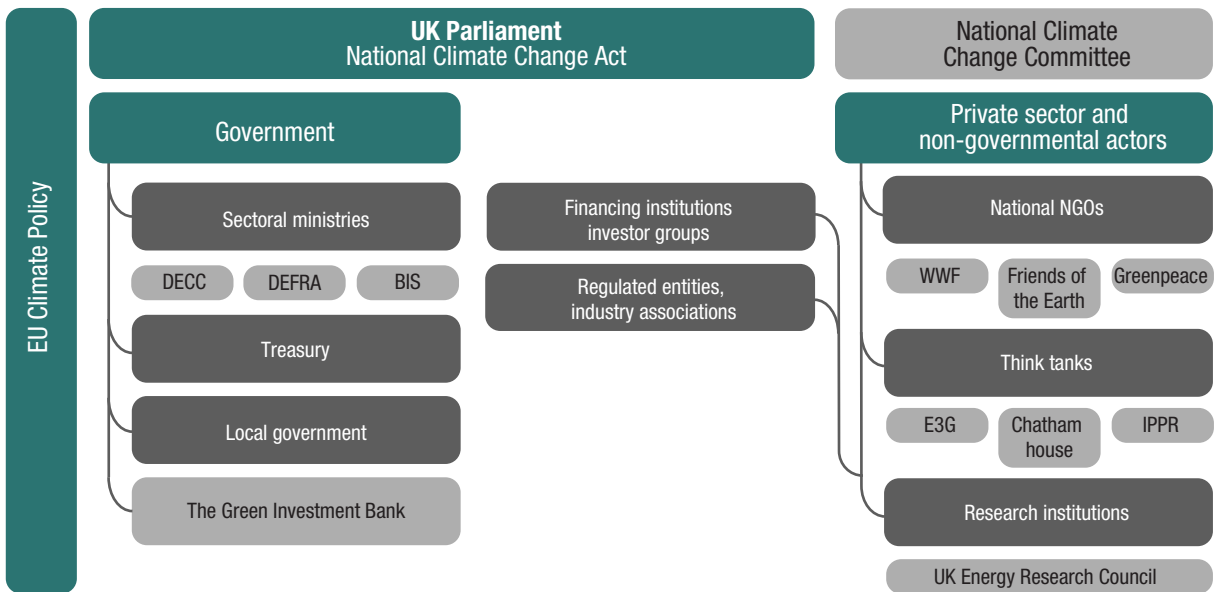 EU Climate Policy
UK Parliament
National Climate Change Act
National Climate
Change Committee
Government
Sectoral ministries
DECC
DEFRA
BIS
Treasury
Local government
The Green Investment Bank
Financing institutions
investor groups
Regulated entities,
industry associations
Private sector and
non-governmental actors
National NGOs
WWF
Friends of
the Earth
Greenpeace
Think tanks
E3G
Chatham
house
IPPR
Research institutions
UK Energy Research Council